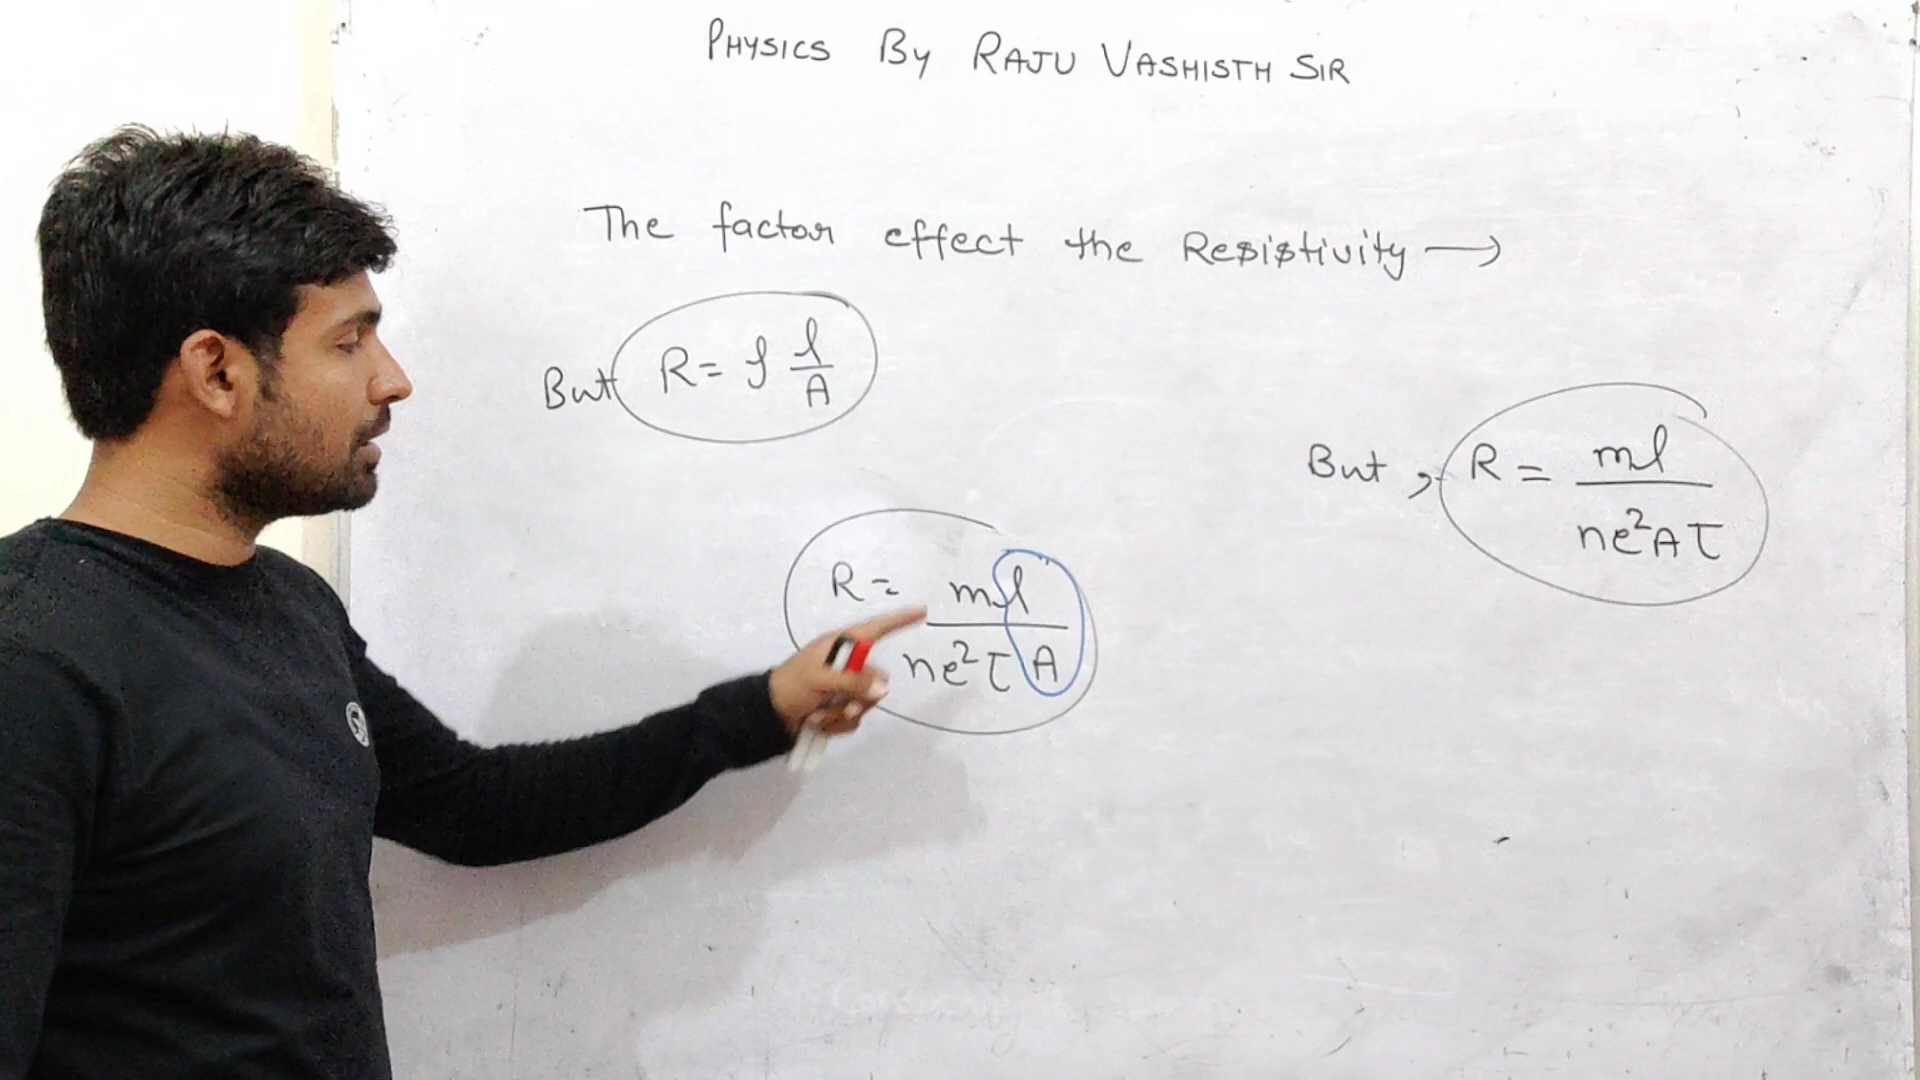 PHYSICS BY RAJU VASHISTH SIR
The factor effect the Resistivity →
But R = ρ l/A
But, R = ml/ne²Aτ
R = ml/ne²τA